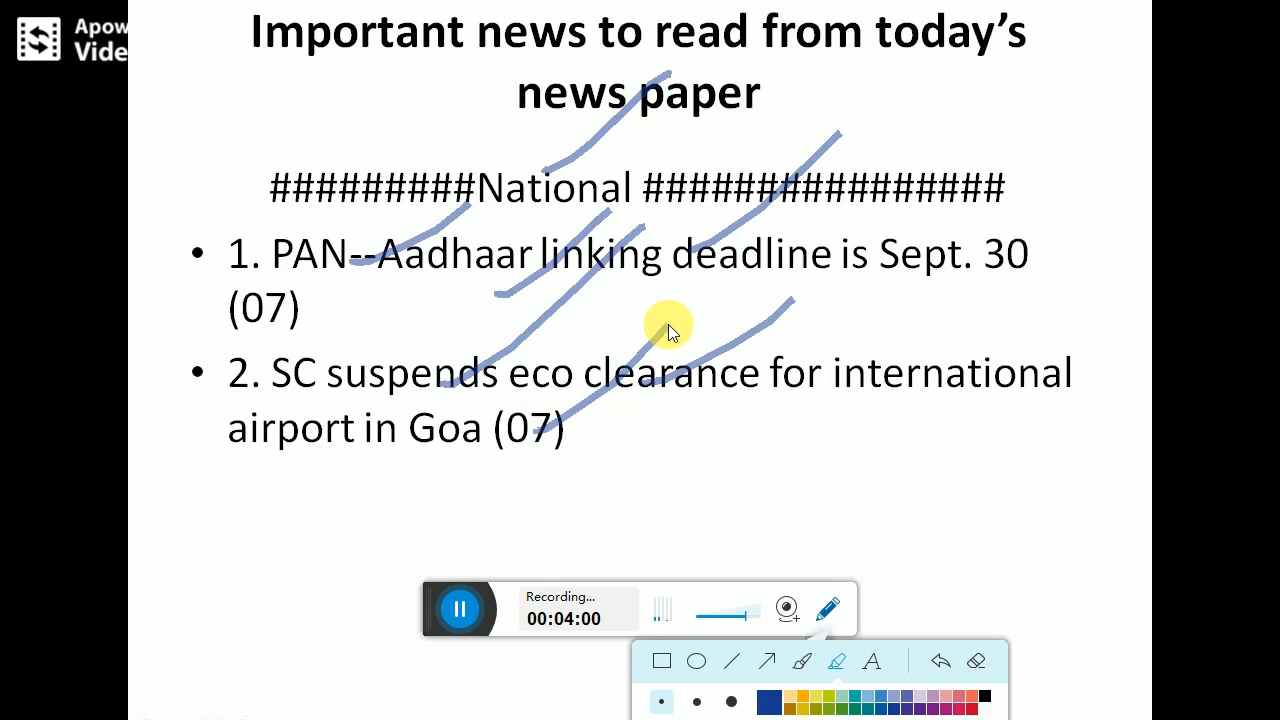 Apow
Vide
Important news to read from today's
news paper
#########National ################
• 1. PAN--Aadhaar linking deadline is Sept. 30
(07)
• 2. SC suspends eco clearance for international
airport in Goa (07)
Recording...
00:04:00
A